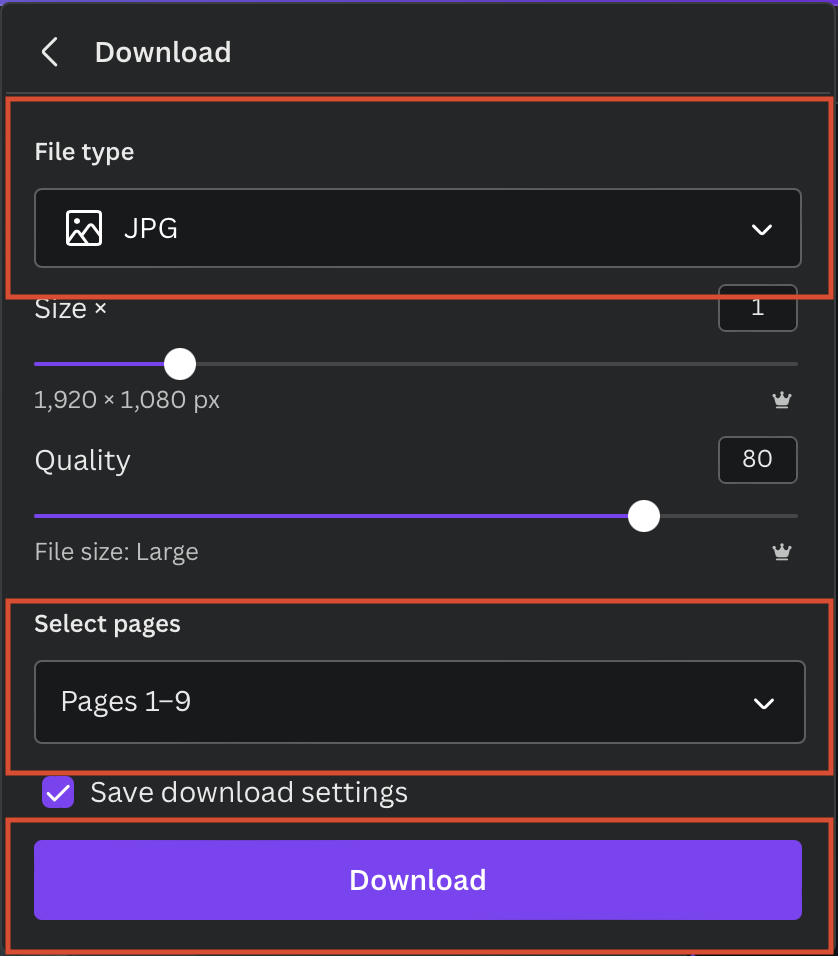 Download
File type
JPG
Size ×
1
1,920 × 1,080 px
Quality
80
File size: Large
Select pages
Pages 1–9
Save download settings
Download